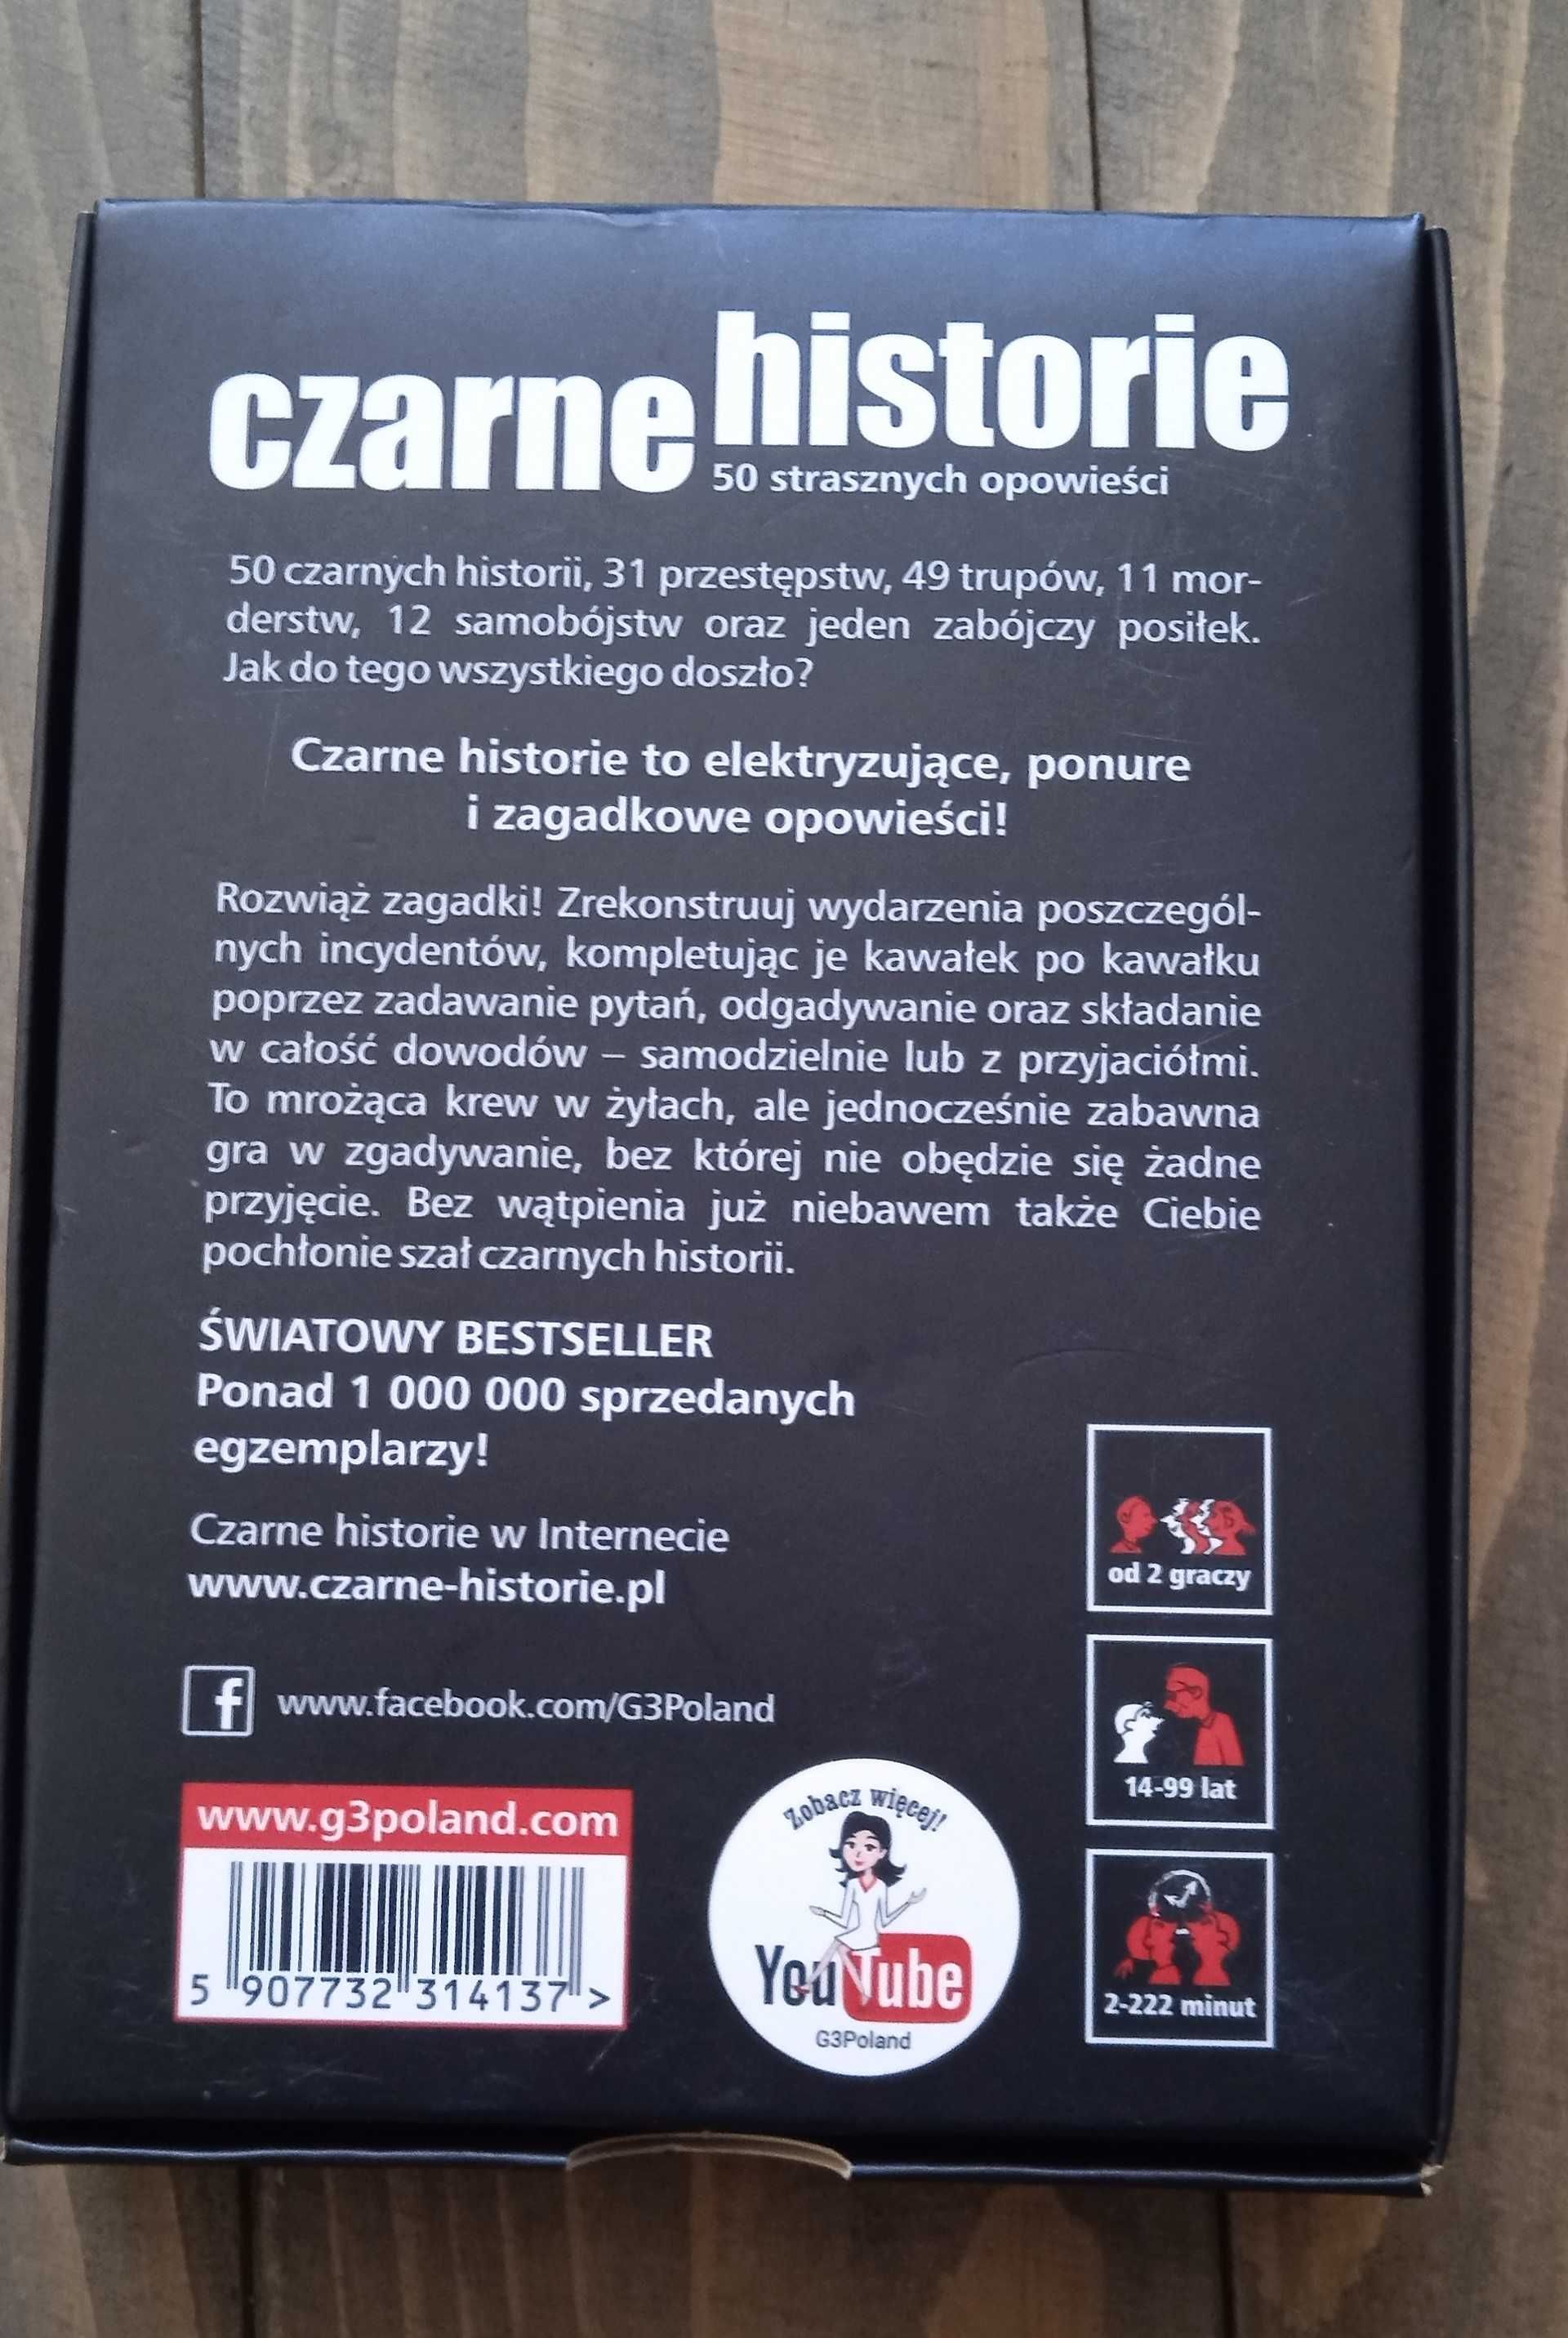 czarne historie
50 strasznych opowieści
50 czarnych historii, 31 przestępstw, 49 trupów, 11 mor-
derstw, 12 samobójstw oraz jeden zabójczy posiłek.
Jak do tego wszystkiego doszło?
Czarne historie to elektryzujące, ponure
i zagadkowe opowieści!
Rozwiąż zagadki! Zrekonstruuj wydarzenia poszczegól-
nych incydentów, kompletując je kawałek po kawałku
poprzez zadawanie pytań, odgadywanie oraz składanie
w całość dowodów – samodzielnie lub z przyjaciółmi.
To mrożąca krew w żyłach, ale jednocześnie zabawna
gra w zgadywanie, bez której nie obędzie się żadne
przyjęcie. Bez wątpienia już niebawem także Ciebie
pochłonie szał czarnych historii.
ŚWIATOWY BESTSELLER
Ponad 1 000 000 sprzedanych
egzemplarzy!
Czarne historie w Internecie
www.czarne-historie.pl
f www.facebook.com/G3Poland
www.g3poland.com
5 907732 314137 >
Zobacz więcej!
YouTube
G3Poland
od 2 graczy
14-99 lat
2-222 minut